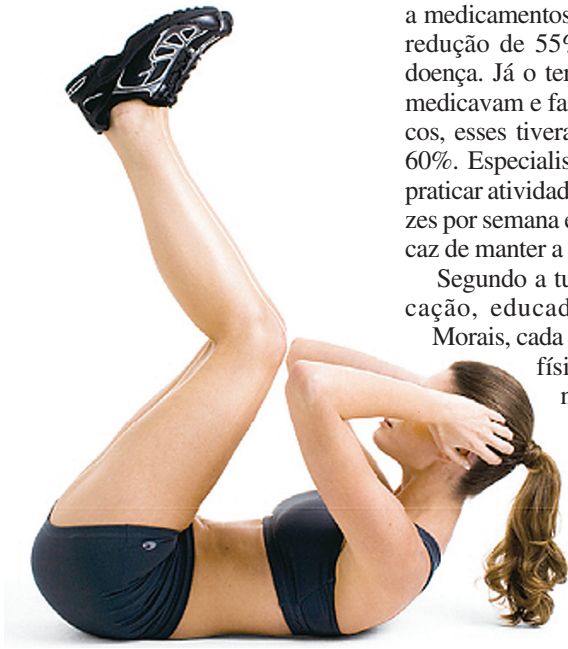 a medicamentos
redução de 55%
doença. Já o ter
medicavam e fa
cos, esses tivera
60%. Especialis
praticar atividad
zes por semana e
caz de manter a
Segundo a tu
cação, educad
Morais, cada
físi